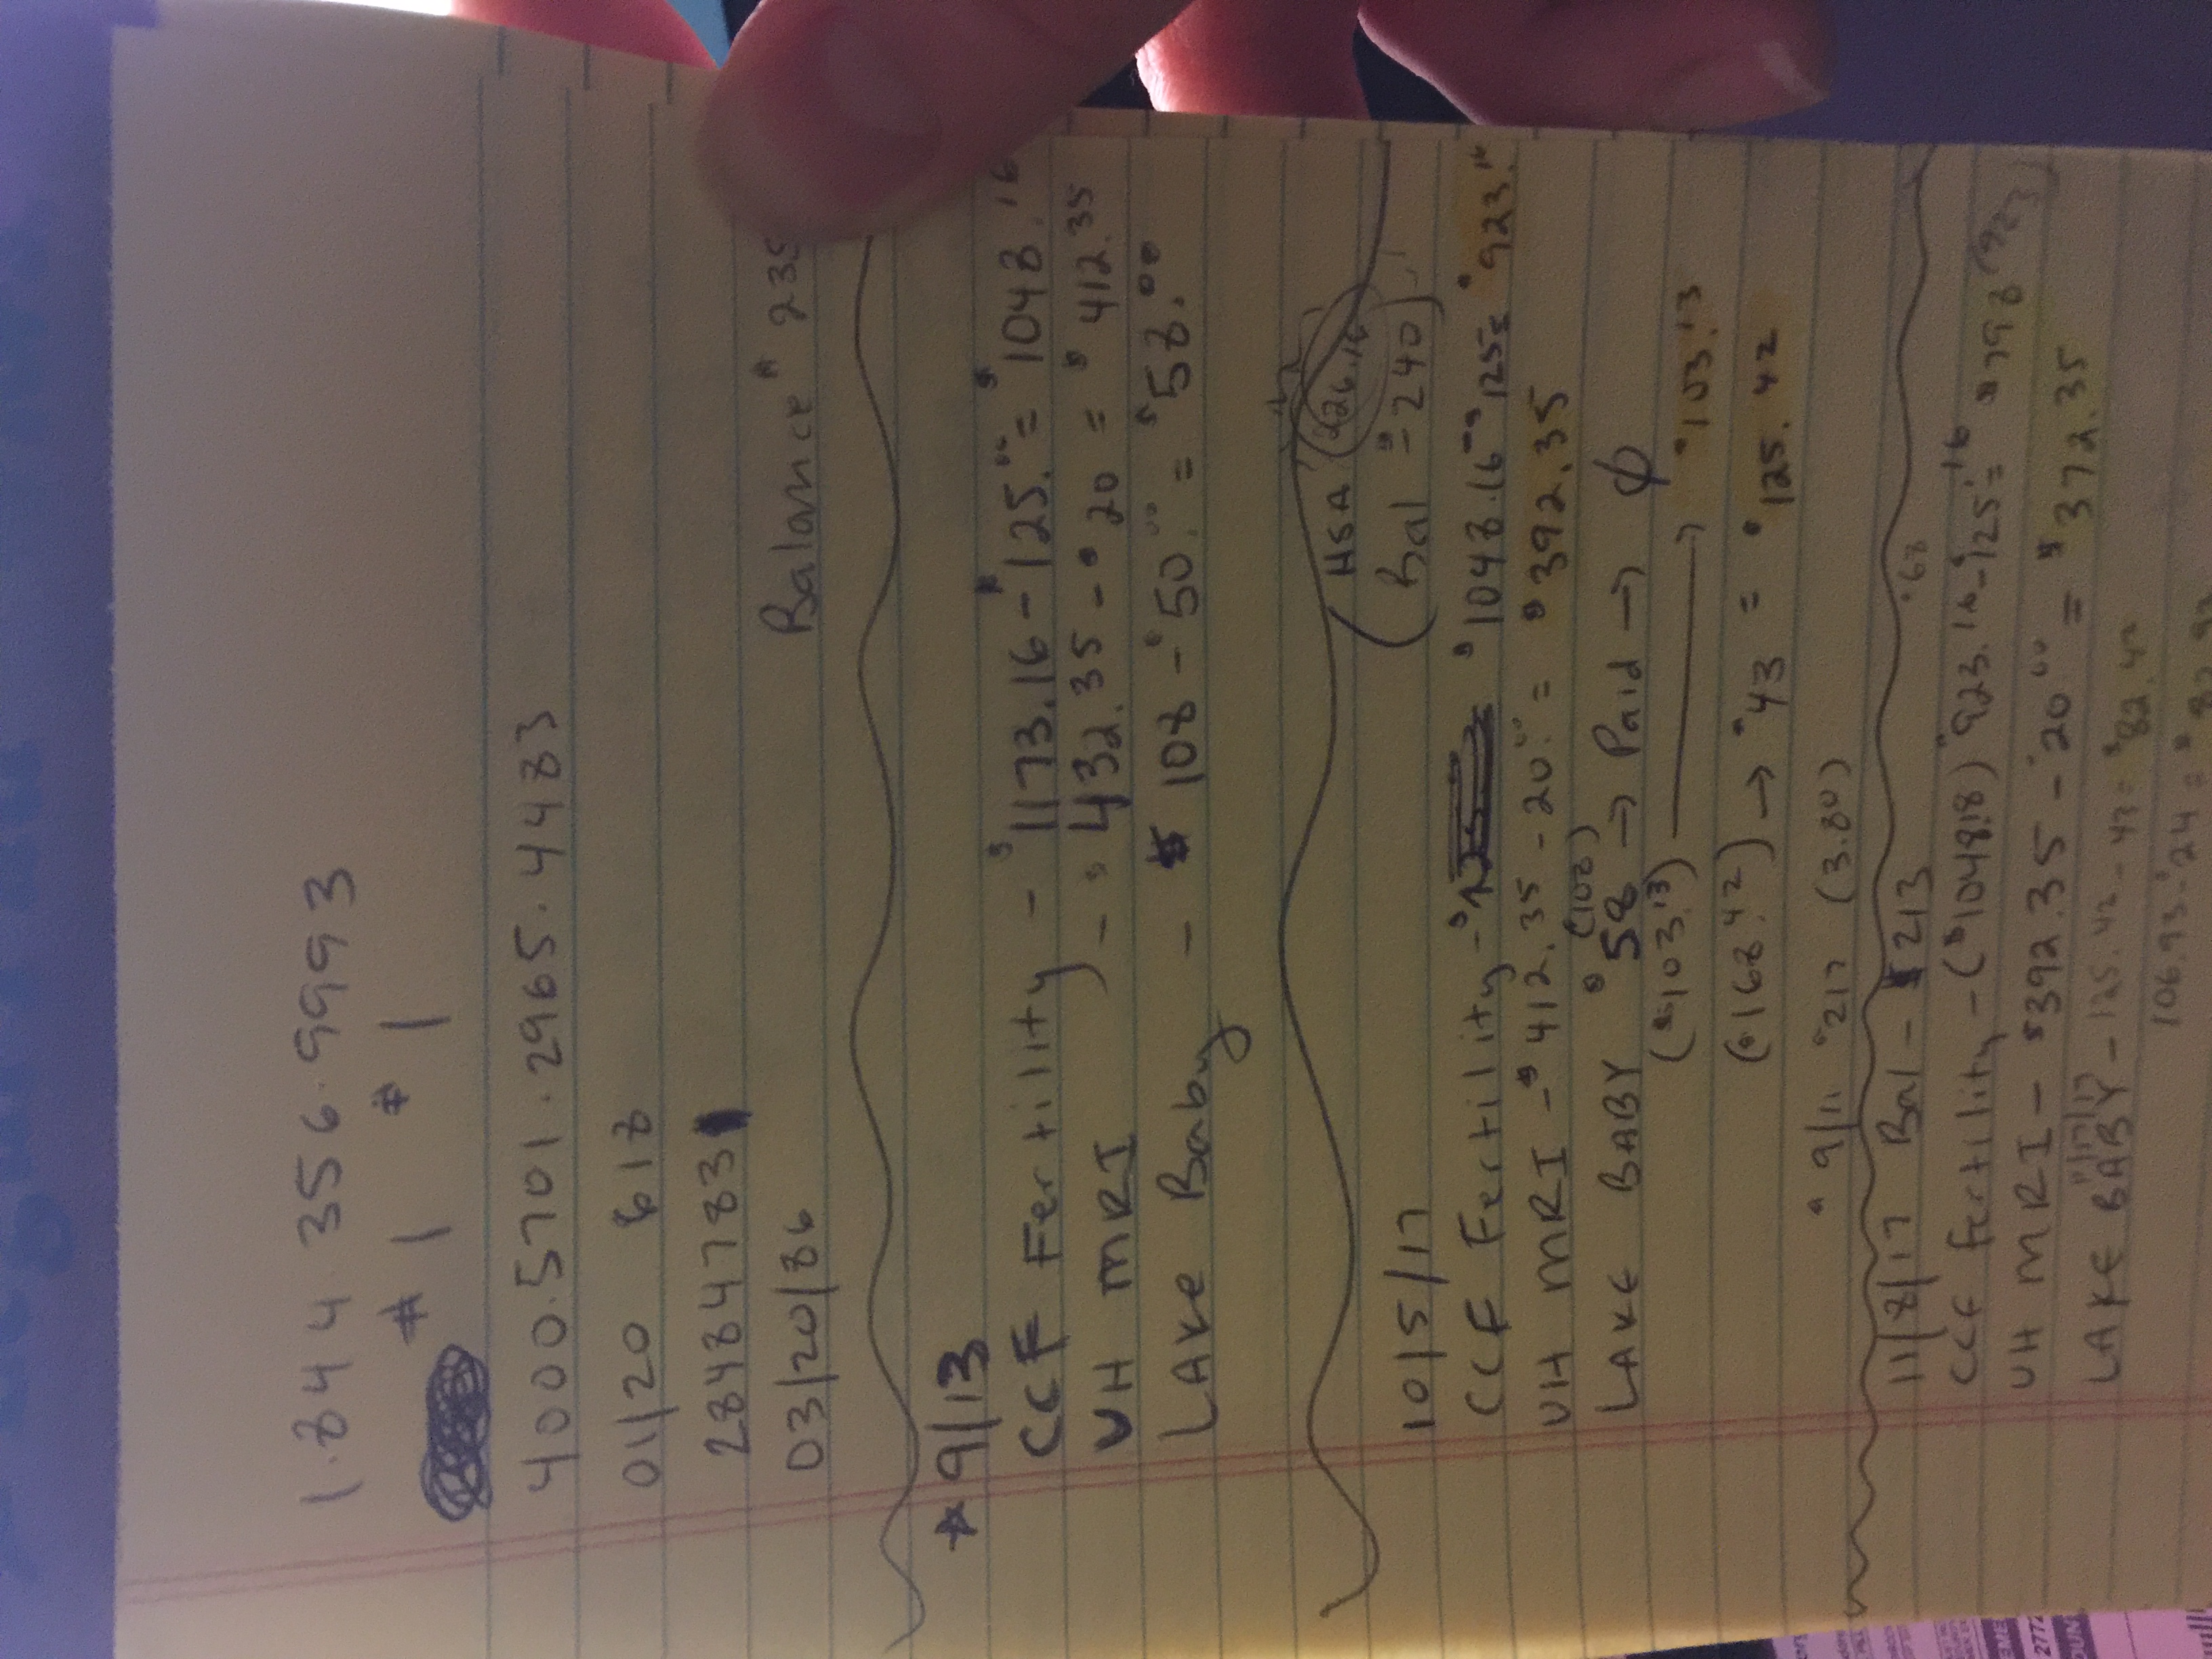 1.844.356.9993
# 1 # 1
4000.5701.2965.4483
01/20 618
28484783
03/20/86
Balance $ 235
* 9/13
CCF Fertility - $1173.16 - $125.00 = $1048.16
UH MRI - $432.35 - $20 = $412.35
LAKE Baby - $108 - $50.00 = $58.00
HSA 226.16
Bal = 240
10/5/17
CCF Fertility - $1048.16 - $125 = $923.16
UH MRI - $412.35 - 20.00 = $392.35
(108)
LAKE BABY $58 → Paid → ϕ
($103.13) → $103.13
($168.42) → $43 = $125.42
9/11 $217 (3.80)
11/8/17 Bal - $213
$68
CCF Fertility - ($1048.18) $923.16 - $125 = $798.16 (923)
UH MRI - $392.35 - 20.00 = $372.35
11/17/17
LAKE BABY - 125.42 - 43 = $82.42
106.93 - $24 = $82.93